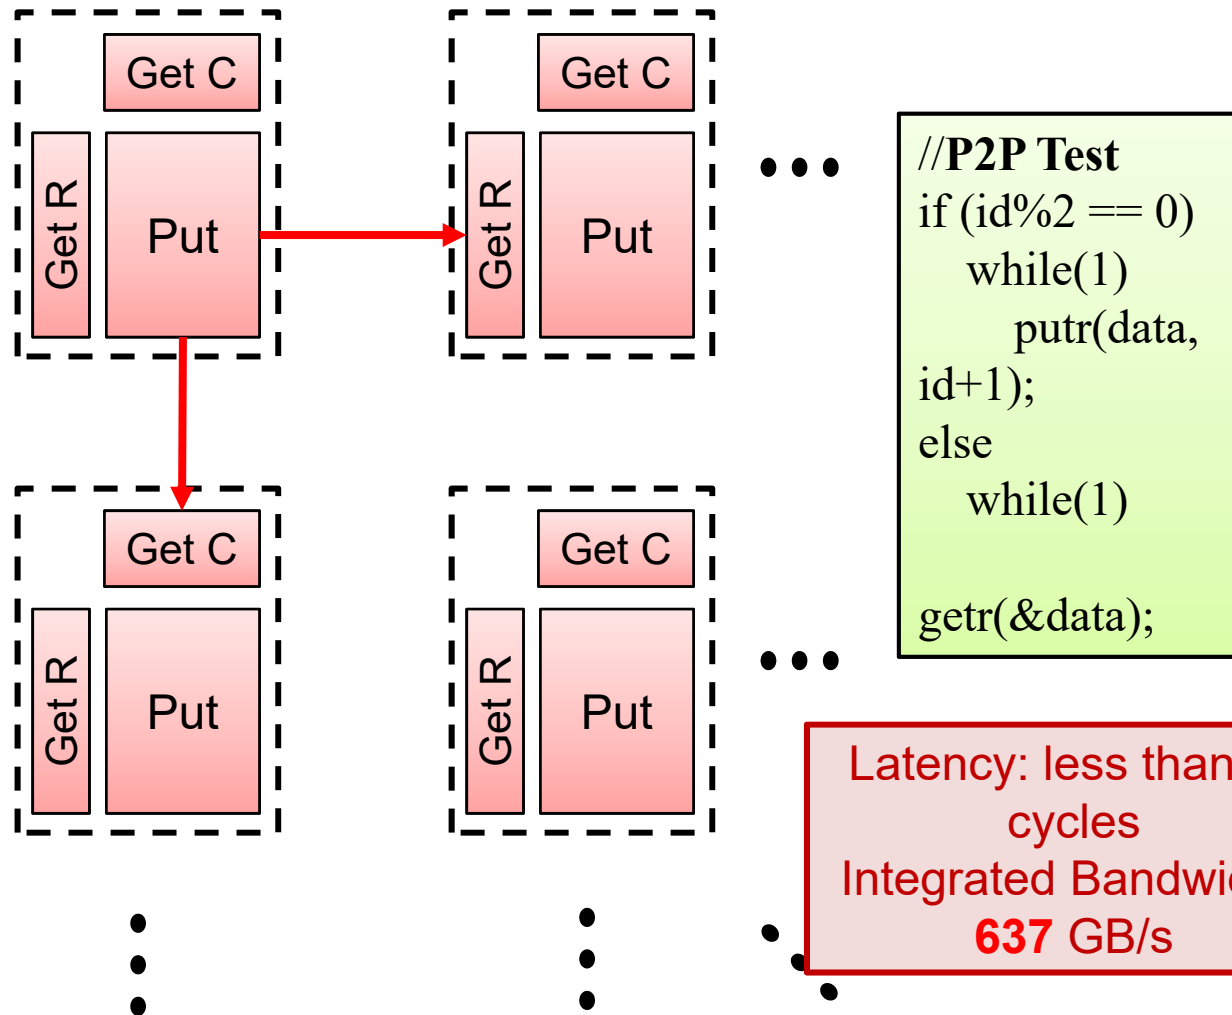 Get C
Get C
Get R
Put
Get R
Put
//P2P Test
if (id%2 == 0)
while(1)
putr(data,
id+1);
else
while(1)
getr(&data);
Get C
Get C
Get R
Put
Get R
Put
Latency: less than
cycles
Integrated
637 GB/s